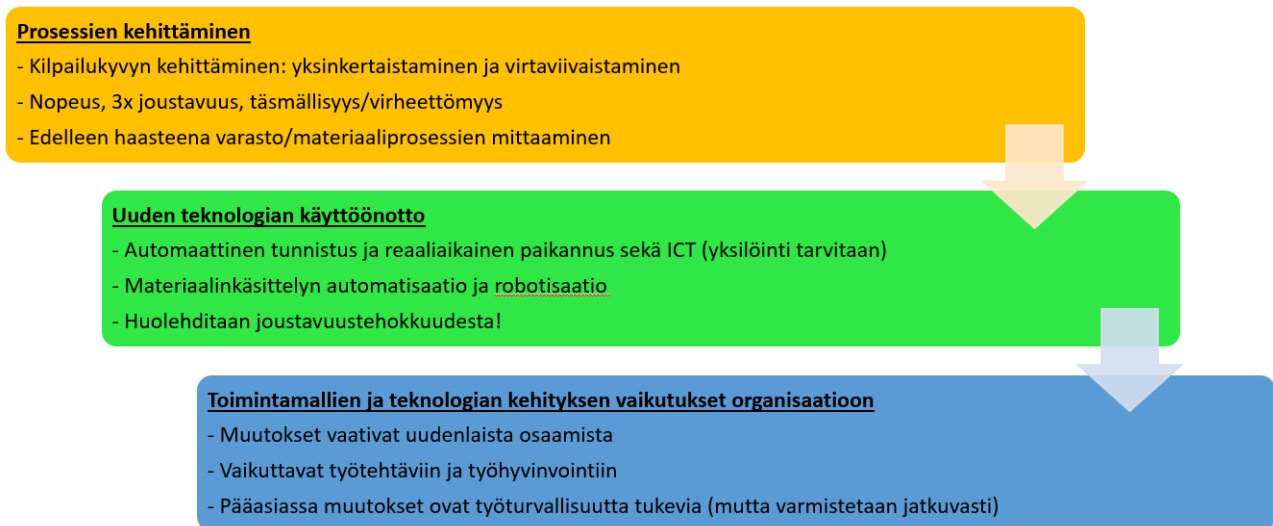 Prosessien kehittäminen
- Kilpailukyvyn kehittäminen: yksinkertaistaminen ja virtaviivaistaminen
- Nopeus, 3x joustavuus, täsmällisyys/virheettömyys
- Edelleen haasteena varasto/materiaaliprosessien mittaaminen
Uuden teknologian käyttöönotto
- Automaattinen tunnistus ja reaaliaikainen paikannus sekä ICT (yksilöinti tarvitaan)
- Materiaalinkäsittelyn automatisaatio ja robotisaatio
- Huolehditaan joustavuustehokkuudesta!
Toimintamallien ja teknologian kehityksen vaikutukset organisaatioon
- Muutokset vaativat uudenlaista osaamista
- Vaikuttavat työtehtäviin ja työhyvinvointiin
- Pääasiassa muutokset ovat työturvallisuutta tukevia (mutta varmistetaan jatkuvasti)